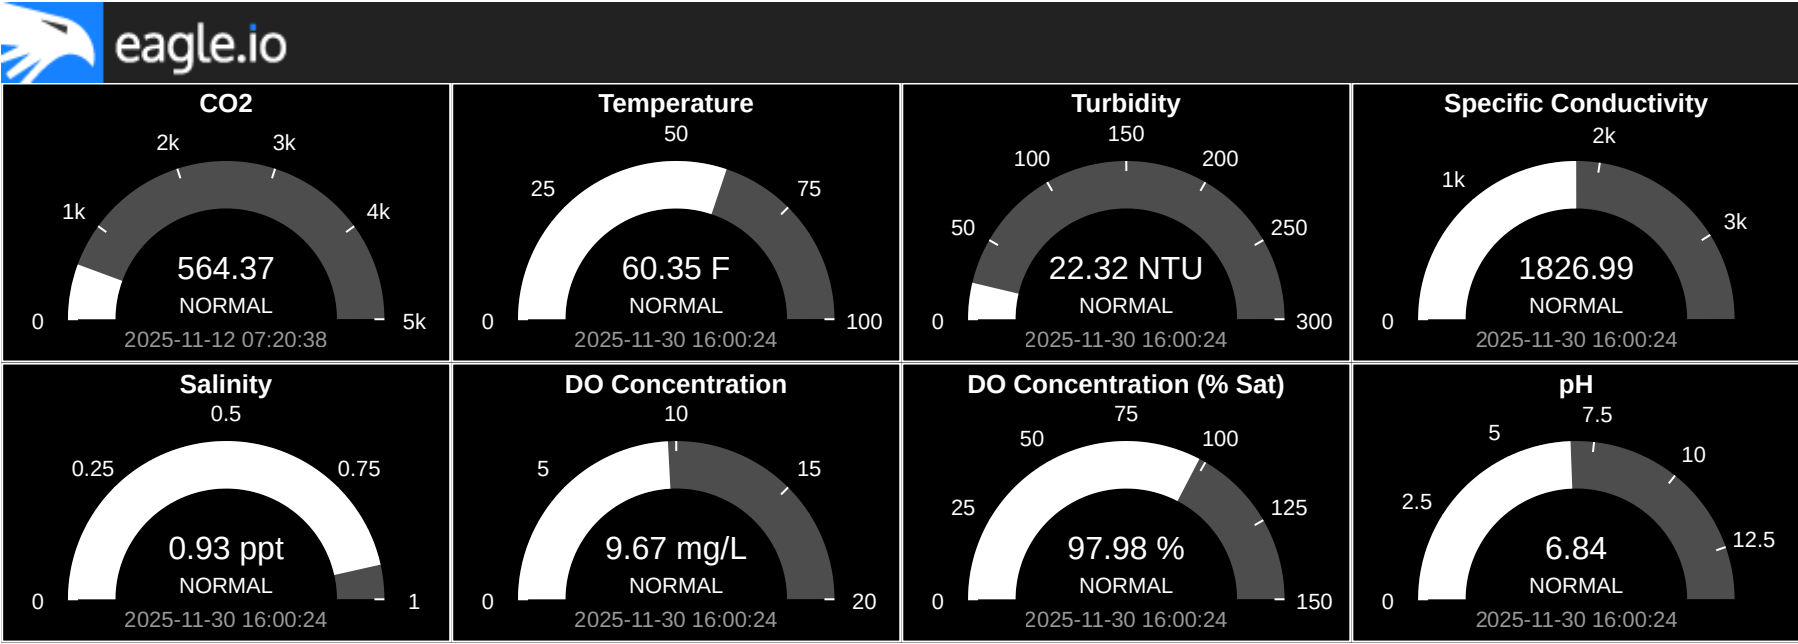 eagle.io
CO2
2k 3k
1k 4k
564.37
NORMAL
0 5k
2025-11-12 07:20:38
Temperature
50
25 75
60.35 F
NORMAL
0 100
2025-11-30 16:00:24
Turbidity
150
100 200
50 250
22.32 NTU
NORMAL
0 300
2025-11-30 16:00:24
Specific Conductivity
2k
1k
3k
1826.99
NORMAL
0
2025-11-30 16:00:24
Salinity
0.5
0.25 0.75
0.93 ppt
NORMAL
0 1
2025-11-30 16:00:24
DO Concentration
10
5 15
9.67 mg/L
NORMAL
0 20
2025-11-30 16:00:24
DO Concentration (% Sat)
75
50 100
25 125
97.98 %
NORMAL
0 150
2025-11-30 16:00:24
pH
7.5
5
10
2.5
12.5
6.84
NORMAL
0
2025-11-30 16:00:24